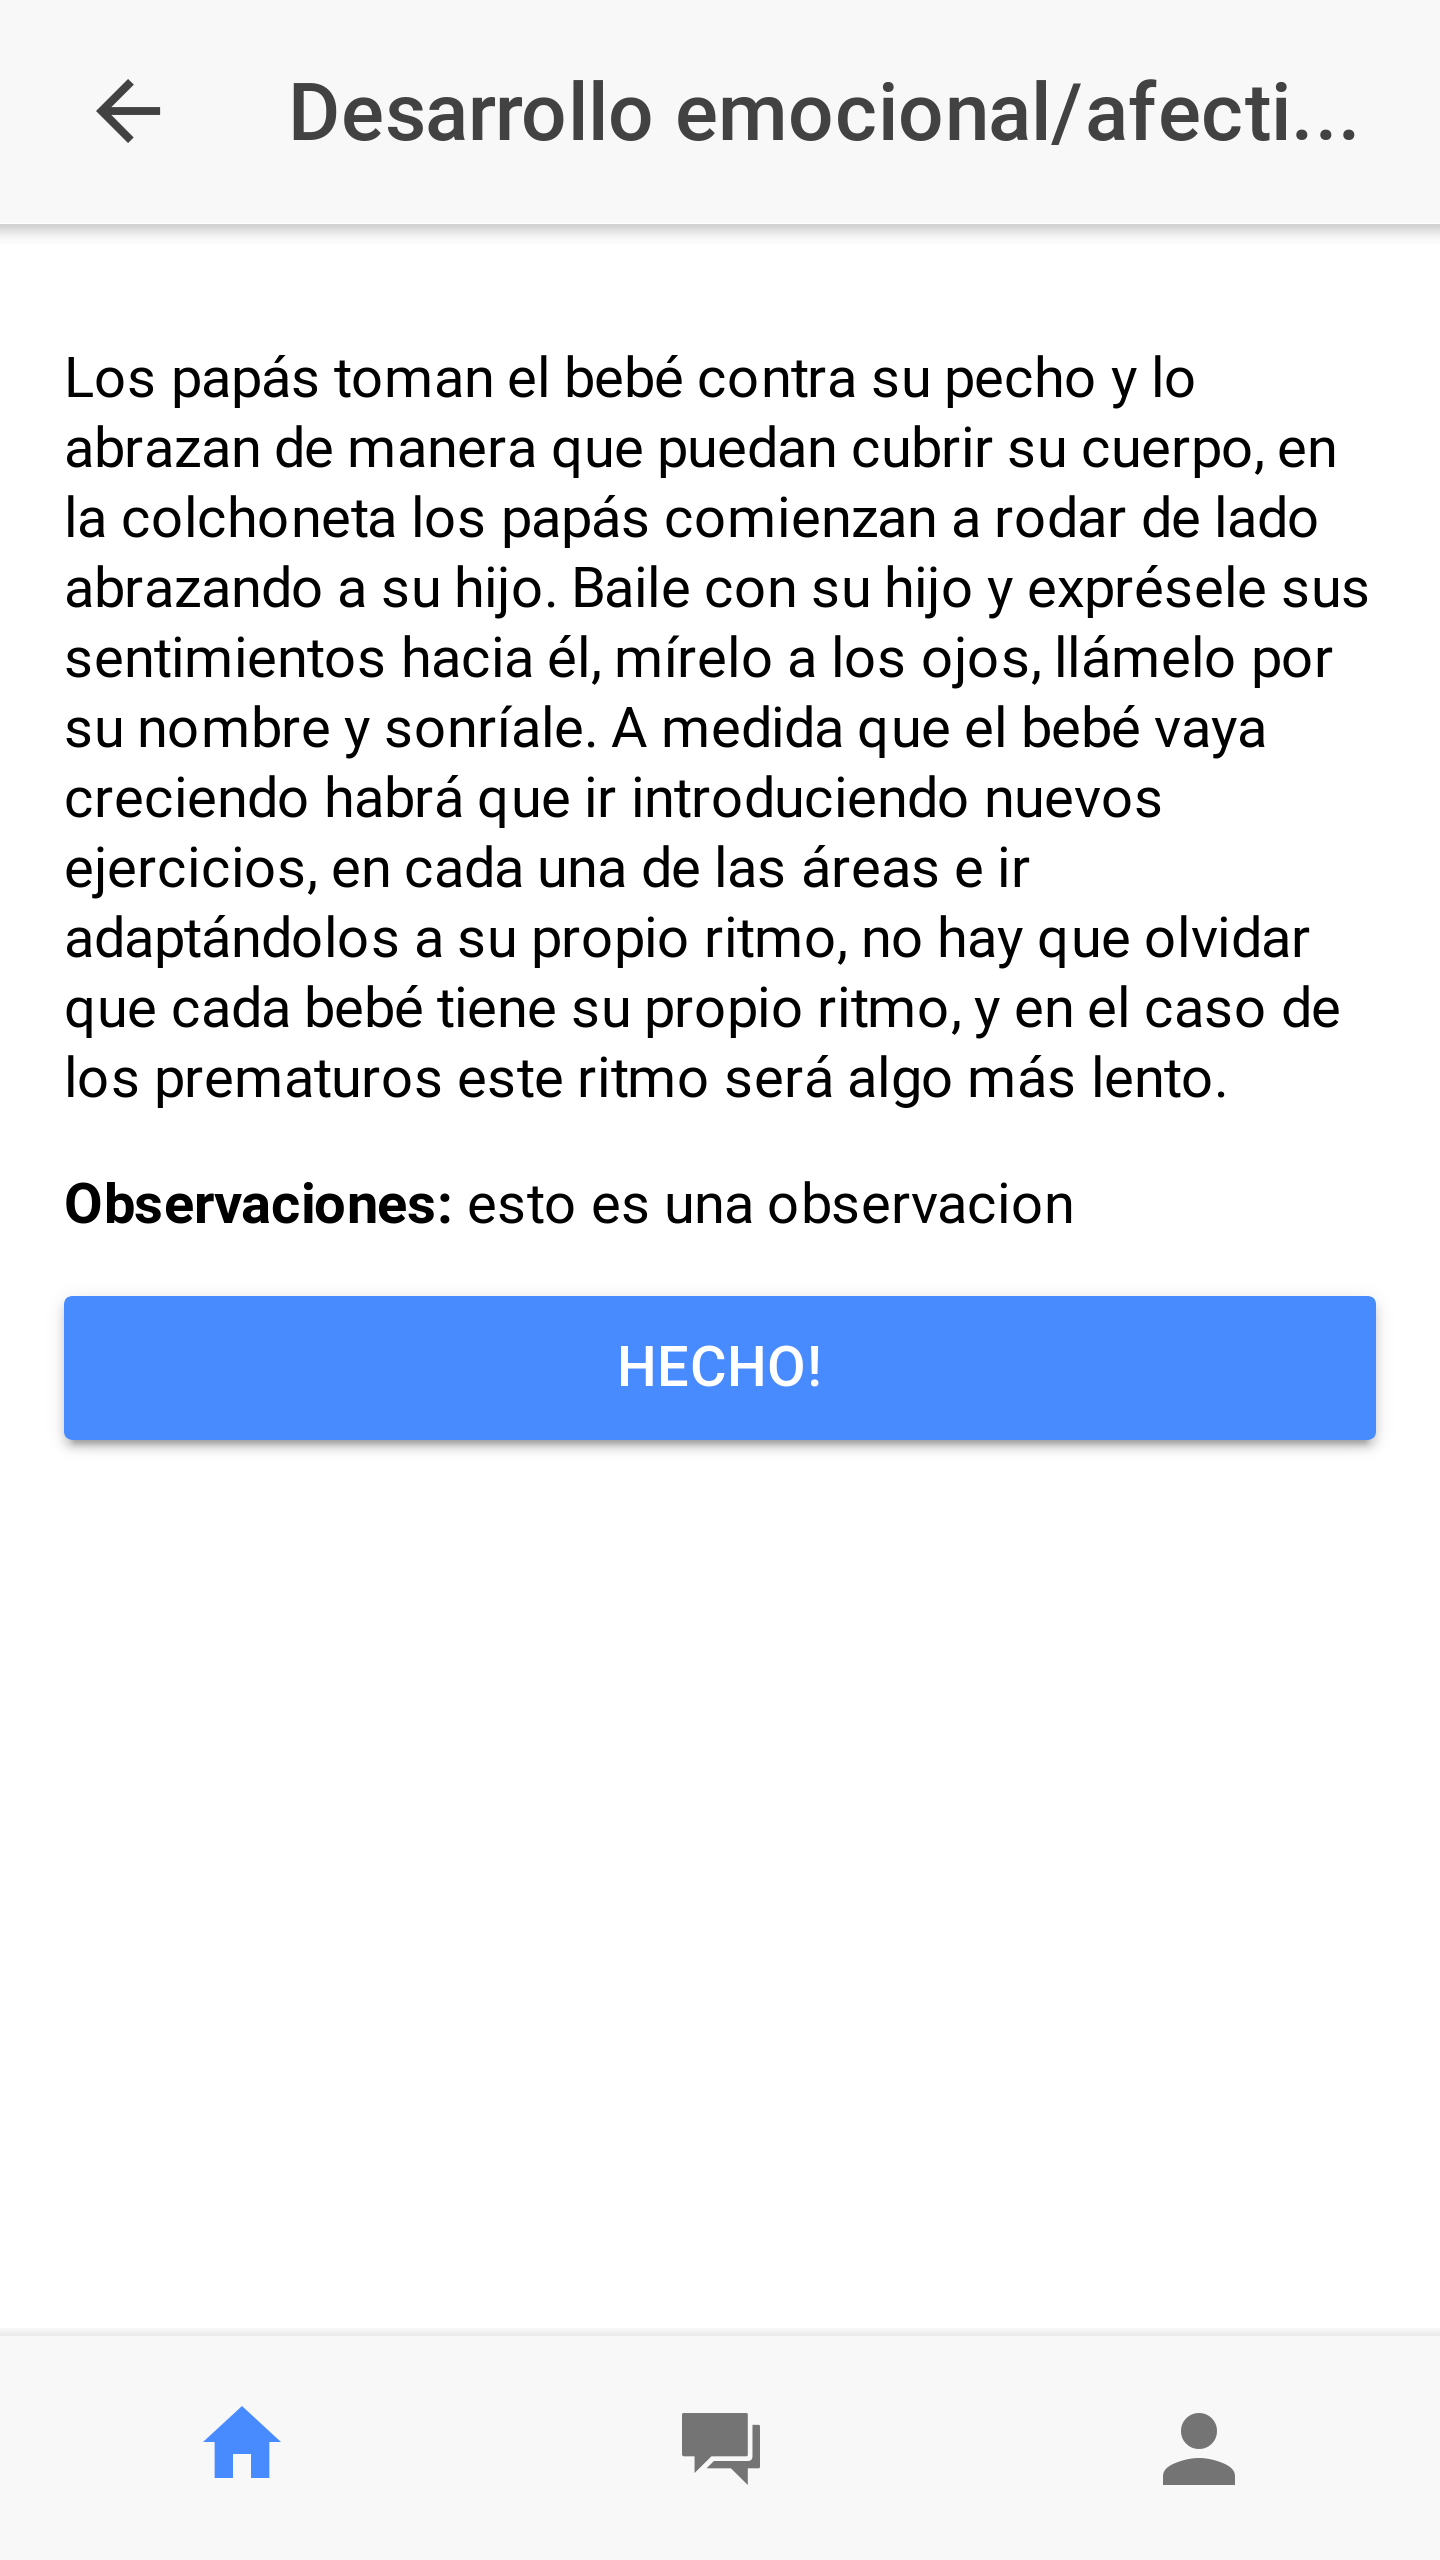 Desarrollo emocional/afecti...
Los papás toman el bebé contra su pecho y lo
abrazan de manera que puedan cubrir su cuerpo, en
la colchoneta los papás comienzan a rodar de lado
abrazando a su hijo. Baile con su hijo y exprésele sus
sentimientos hacia él, mírelo a los ojos, llámelo por
su nombre y sonríale. A medida que el bebé vaya
creciendo habrá que ir introduciendo nuevos
ejercicios, en cada una de las áreas e ir
adaptándolos a su propio ritmo, no hay que olvidar
que cada bebé tiene su propio ritmo, y en el caso de
los prematuros este ritmo será algo más lento.
Observaciones: esto es una observacion
HECHO!